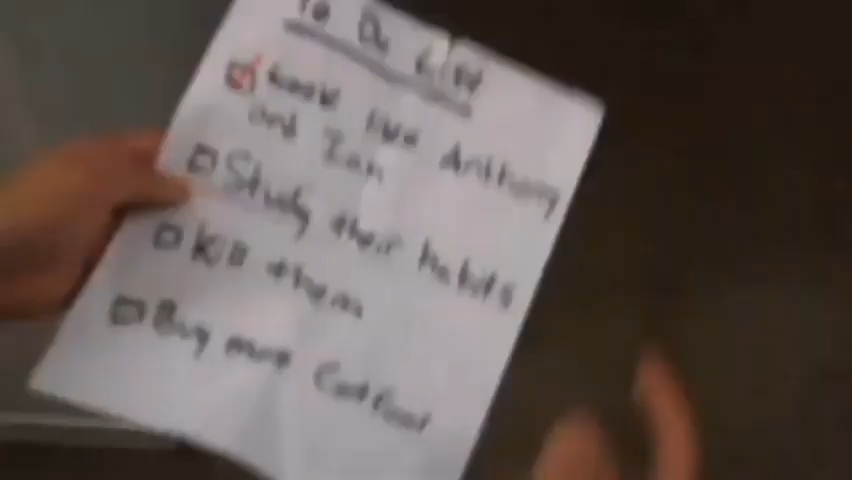 To Do List
Look like Anthony
and Ian
Study their habits
Kill them
Buy more Cat Food